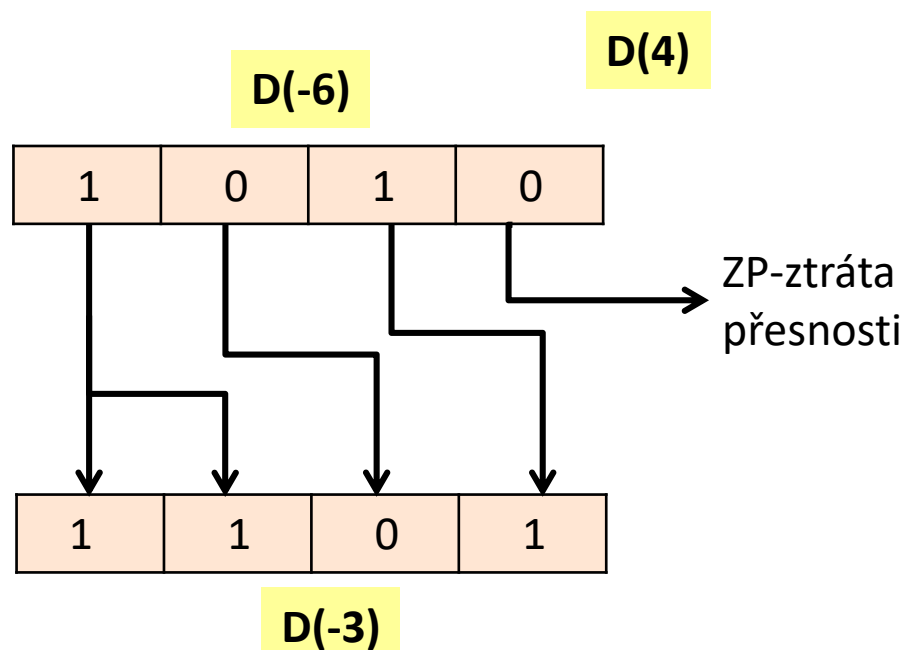 D(4)
D(-6)
1 0 1 0
ZP-ztráta
přesnosti
1 1 0 1
D(-3)